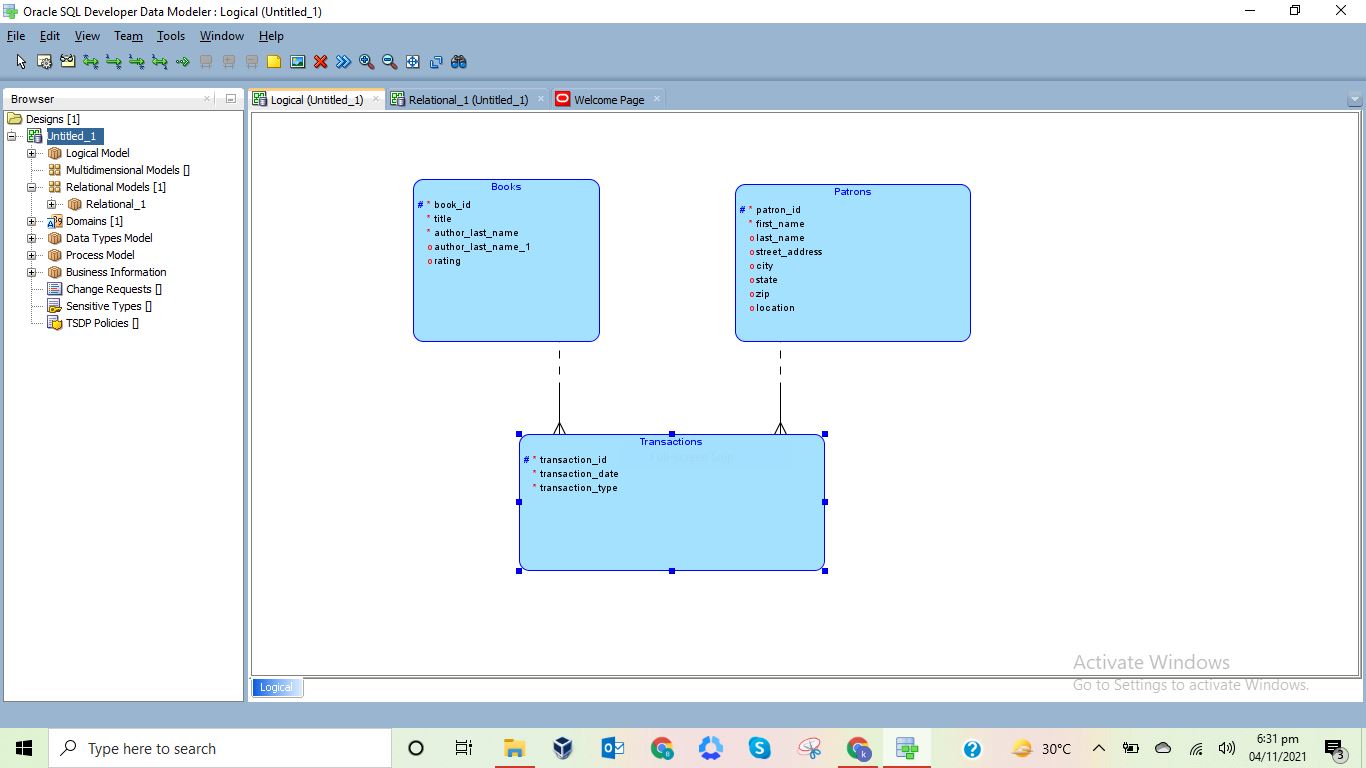 Oracle SQL Developer Data Modeler : Logical (Untitled_1)
File Edit View Team Tools Window Help
Browser
Logical (Untitled_1)
Relational_1 (Untitled_1)
Welcome Page
Designs [1]
Untitled_1
Logical Model
Multidimensional Models []
Relational Models [1]
Relational_1
Domains [1]
Data Types Model
Process Model
Business Information
Change Requests []
Sensitive Types []
TSDP Policies []
Books
# * book_id
* title
* author_last_name
o author_last_name_1
o rating
Patrons
# * patron_id
* first_name
o last_name
o street_address
o city
o state
o zip
o location
Transactions
Full-screen Snip
# * transaction_id
* transaction_date
* transaction_type
Activate Windows
Go to Settings to activate Windows.
Logical
Type here to search
30°C
6:31 pm
04/11/2021
3